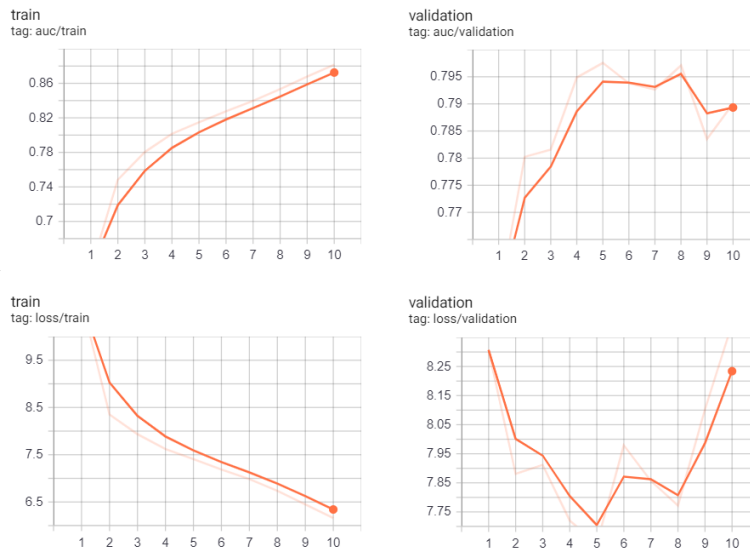 train
tag: auc/train
0.86
0.82
0.78
0.74
0.7
1 2 3 4 5 6 7 8 9 10
validation
tag: auc/validation
0.795
0.79
0.785
0.78
0.775
0.77
1 2 3 4 5 6 7 8 9 10
train
tag: loss/train
9.5
8.5
7.5
6.5
1 2 3 4 5 6 7 8 9 10
validation
tag: loss/validation
8.25
8.15
8.05
7.95
7.85
7.75
1 2 3 4 5 6 7 8 9 10